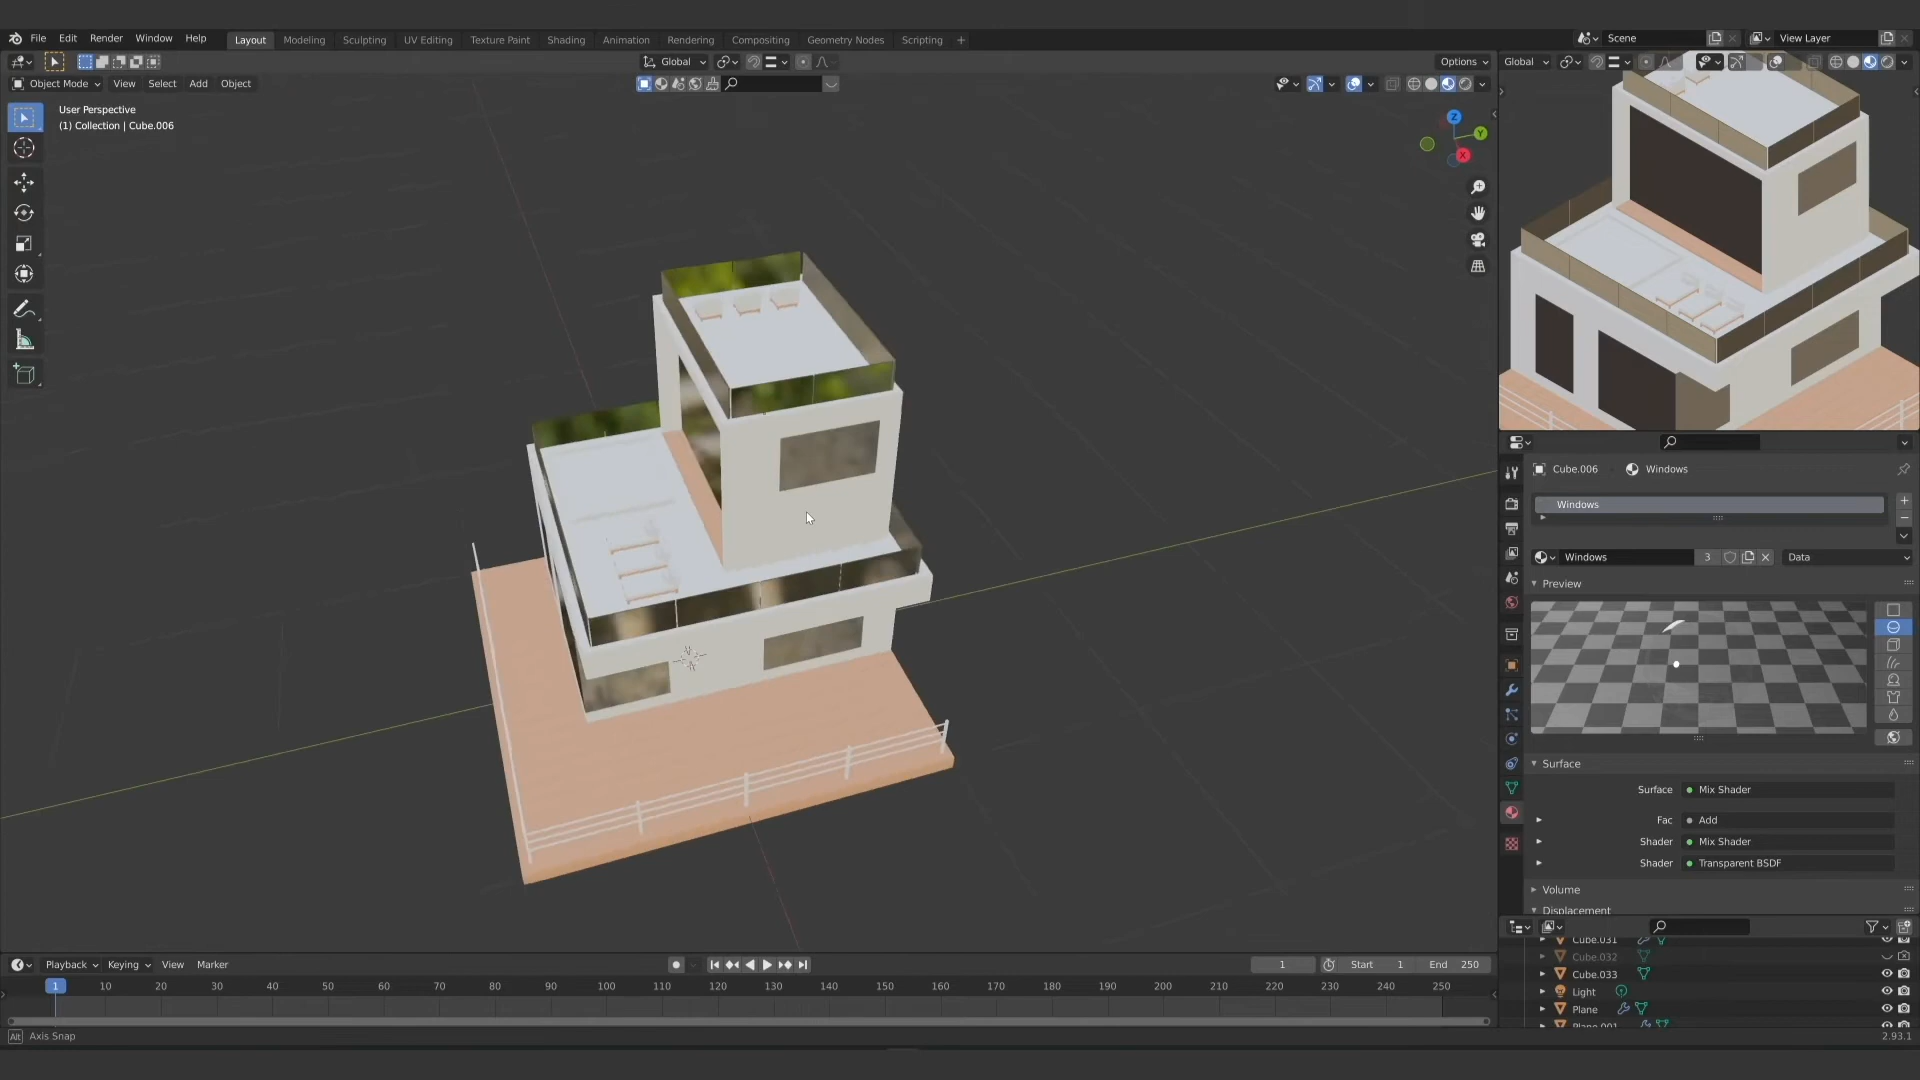 File Edit Render Window Help Layout Modeling Sculpting UV Editing Texture Paint Shading Animation Rendering Compositing Geometry Nodes Scripting + Scene View Layer
Global Options Global
Object Mode View Select Add Object
User Perspective
(1) Collection | Cube.006
Z
Y
X
Cube.006 Windows
Windows
Windows 3 Data
Preview
Surface
Surface Mix Shader
Fac Add
Shader Mix Shader
Shader Transparent BSDF
Volume
Displacement
Cube.031
Cube.032
Cube.033
Light
Plane
Plane.001
Playback Keying View Marker 1 Start 1 End 250
1 10 20 30 40 50 60 70 80 90 100 110 120 130 140 150 160 170 180 190 200 210 220 230 240 250
Alt Axis Snap 2.93.1